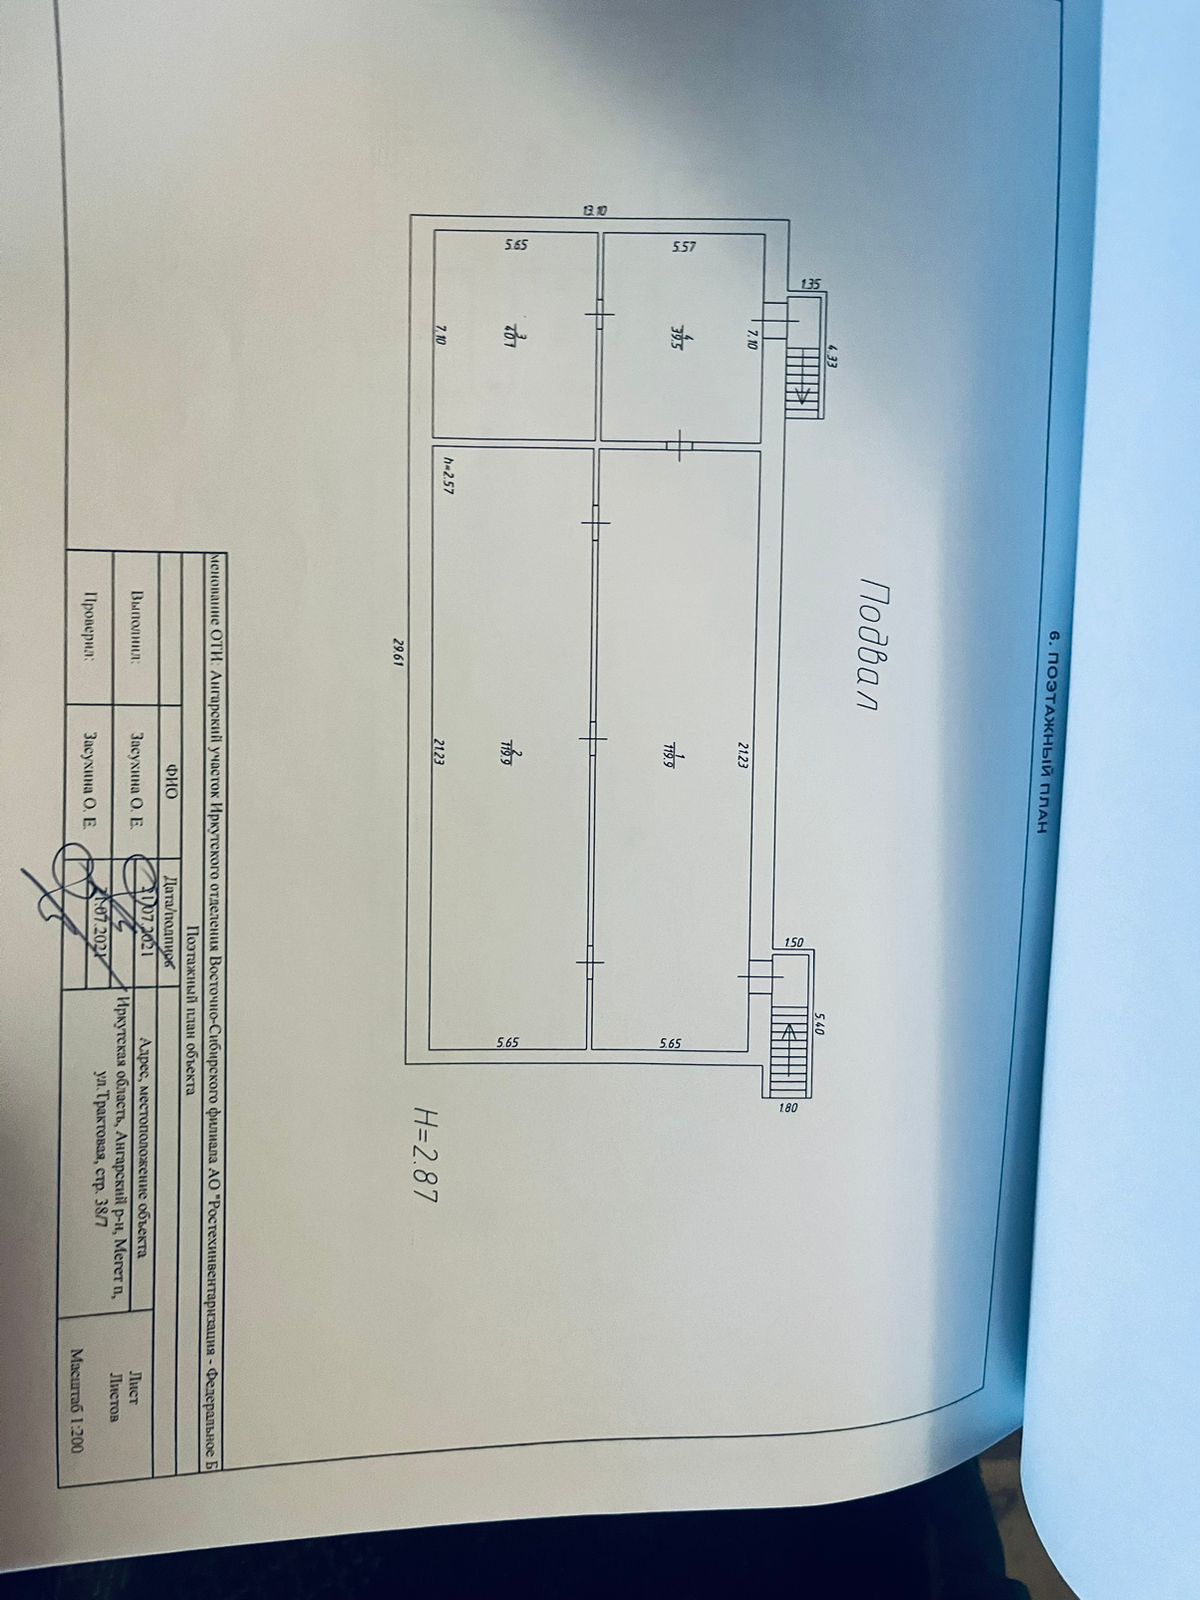 6. ПОЭТАЖНЫЙ ПЛАН
Подвал
1.35
4.33
1.50
5.40
1.80
13.10
5.65
5.57
7.10
3
40.1
4
39.5
7.10
h=2.57
21.23
2
119.9
1
119.9
21.23
5.65
5.65
29.61
H=2.87
менование ОТИ: Ангарский участок Иркутского отделения Восточно-Сибирского филиала АО "Ростехинвентаризация - Федеральное Б
Поэтажный план объекта
ФИО
Дата/подпись
Адрес, местоположение объекта
Лист
Листов
Выполнил:
Засухина О. Е.
21.07.2021
Иркутская область, Ангарский р-н, Мегет п,
ул.Трактовая, стр. 38/7
Проверил:
Засухина О. Е.
21.07.2021
Масштаб 1:200